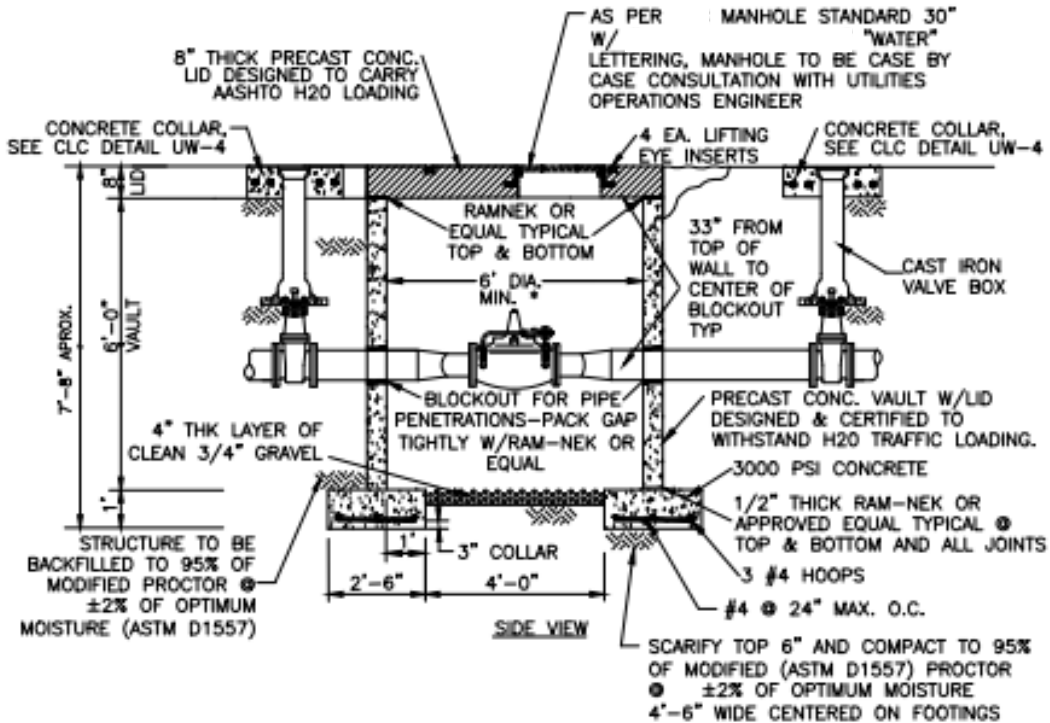 AS PER MANHOLE STANDARD 30"
W/ "WATER"
LETTERING, MANHOLE TO BE CASE BY
CASE CONSULTATION WITH UTILITIES
OPERATIONS ENGINEER
8" THICK PRECAST CONC.
LID DESIGNED TO CARRY
AASHTO H20 LOADING
CONCRETE COLLAR,
SEE CLC DETAIL UW-4
4 EA. LIFTING
EYE INSERTS
CONCRETE COLLAR,
SEE CLC DETAIL UW-4
8"
LID
RAMNEK OR
EQUAL TYPICAL
TOP & BOTTOM
33" FROM
TOP OF
WALL TO
CENTER OF
BLOCKOUT
TYP
CAST IRON
VALVE BOX
6' DIA.
MIN. *
6'-0"
VAULT
7'-8" APROX.
BLOCKOUT FOR PIPE
PENETRATIONS-PACK GAP
TIGHTLY W/RAM-NEK OR
EQUAL
PRECAST CONC. VAULT W/LID
DESIGNED & CERTIFIED TO
WITHSTAND H20 TRAFFIC LOADING.
4" THK LAYER OF
CLEAN 3/4" GRAVEL
3000 PSI CONCRETE
1/2" THICK RAM-NEK OR
APPROVED EQUAL TYPICAL @
TOP & BOTTOM AND ALL JOINTS
1'
1'
3" COLLAR
STRUCTURE TO BE
BACKFILLED TO 95% OF
MODIFIED PROCTOR @
±2% OF OPTIMUM
MOISTURE (ASTM D1557)
2'-6"
4'-0"
3 #4 HOOPS
#4 @ 24" MAX. O.C.
SIDE VIEW
SCARIFY TOP 6" AND COMPACT TO 95%
OF MODIFIED (ASTM D1557) PROCTOR
@ ±2% OF OPTIMUM MOISTURE
4'-6" WIDE CENTERED ON FOOTINGS